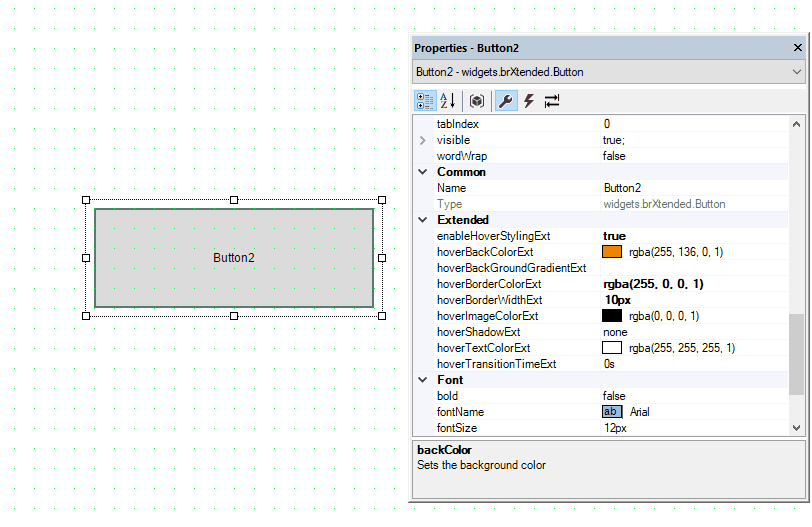 Properties - Button2
Button2 - widgets.brXtended.Button
tabIndex 0
visible true;
wordWrap false
Common
Name Button2
Type widgets.brXtended.Button
Extended
enableHoverStylingExt true
hoverBackColorExt rgba(255, 136, 0, 1)
hoverBackGroundGradientExt
hoverBorderColorExt rgba(255, 0, 0, 1)
hoverBorderWidthExt 10px
hoverImageColorExt rgba(0, 0, 0, 1)
hoverShadowExt none
hoverTextColorExt rgba(255, 255, 255, 1)
hoverTransitionTimeExt 0s
Font
bold false
fontName ab Arial
fontSize 12px
backColor
Sets the background color
Button2